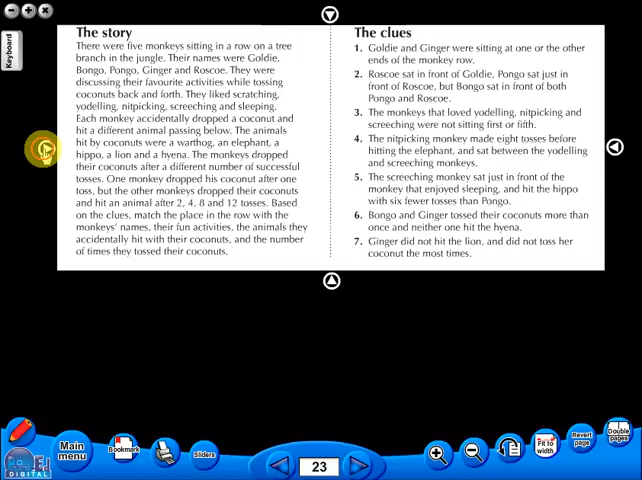 Keyboard
The story
There were five monkeys sitting in a row on a tree
branch in the jungle. Their names were Goldie,
Bongo, Pongo, Ginger and Roscoe. They were
discussing their favourite activities while tossing
coconuts back and forth. They liked scratching,
yodelling, nitpicking, screeching and sleeping.
Each monkey accidentally dropped a coconut and
hit a different animal passing below. The animals
hit by coconuts were a warthog, an elephant, a
hippo, a lion and a hyena. The monkeys dropped
their coconuts after a different number of successful
tosses. One monkey dropped his coconut after one
toss, but the other monkeys dropped their coconuts
and hit an animal after 2, 4, 8 and 12 tosses. Based
on the clues, match the place in the row with the
monkeys' names, their fun activities, the animals they
accidentally hit with their coconuts, and the number
of times they tossed their coconuts.
The clues
1. Goldie and Ginger were sitting at one or the other
ends of the monkey row.
2. Roscoe sat in front of Goldie, Pongo sat just in
front of Roscoe, but Bongo sat in front of both
Pongo and Roscoe.
3. The monkeys that loved yodelling, nitpicking and
screeching were not sitting first or fifth.
4. The nitpicking monkey made eight tosses before
hitting the elephant, and sat between the yodelling
and screeching monkeys.
5. The screeching monkey sat just in front of the
monkey that enjoyed sleeping, and hit the hippo
with six fewer tosses than Pongo.
6. Bongo and Ginger tossed their coconuts more than
once and neither one hit the hyena.
7. Ginger did not hit the lion, and did not toss her
coconut the most times.
Main
menu
Bookmark
Sliders
23
Fit to
width
Revert
page
Double
pages
DIGITAL